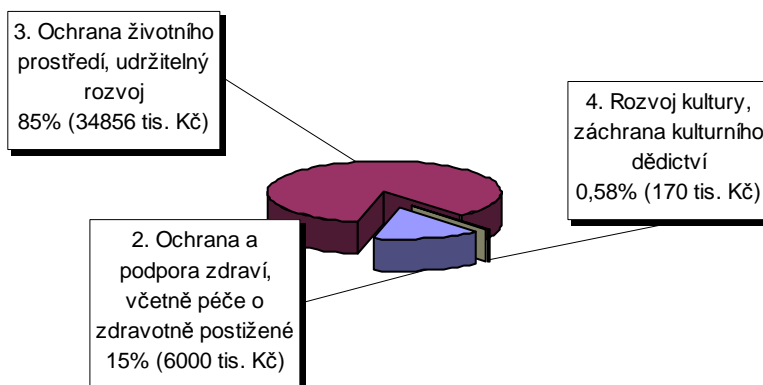 3. Ochrana životního
prostředí, udržitelný
rozvoj
85% (34856 tis. Kč)
4. Rozvoj kultury,
záchrana kulturního
dědictví
0,58% (170 tis. Kč)
2. Ochrana a
podpora zdraví,
včetně péče o
zdravotně postižené
15% (6000 tis. Kč)